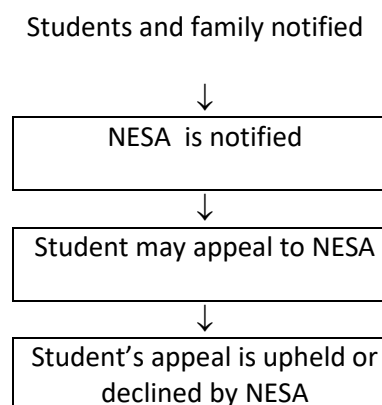 Students and family notified
↓
NESA  is notified
↓
Student may appeal to NESA
↓
Student’s appeal is upheld or
declined by NESA